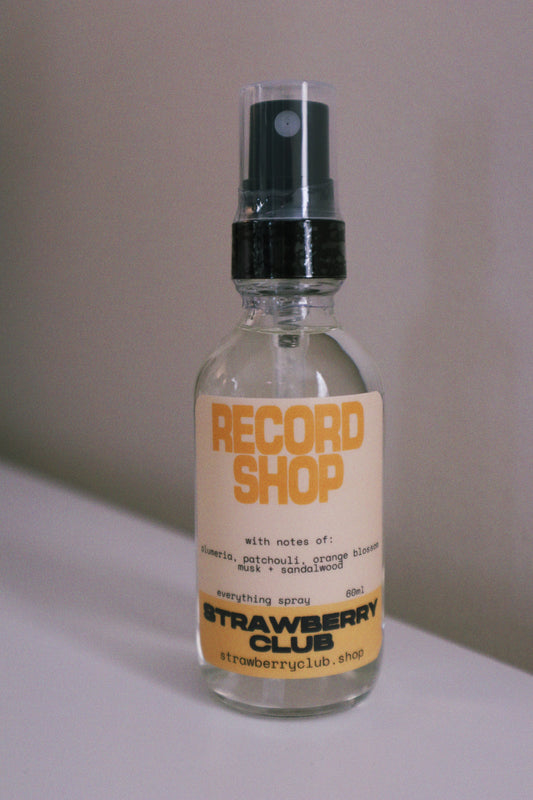 RECORD
SHOP
with notes of:
plumeria, patchouli, orange blossom
musk + sandalwood
everything spray 60ml
STRAWBERRY
CLUB
strawberryclub.shop